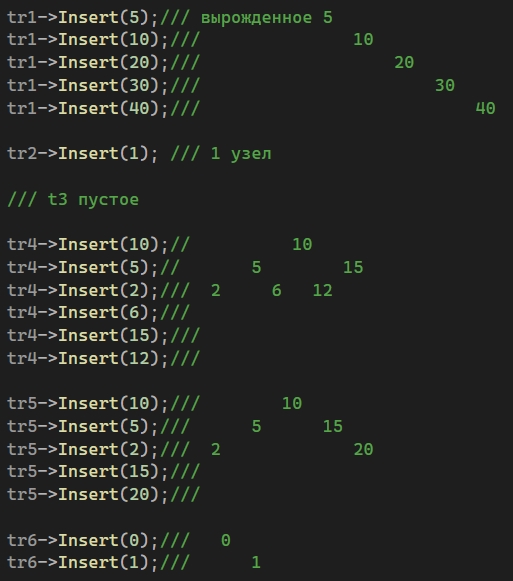 tr1->Insert(5);/// вырожденное 5
tr1->Insert(10);///               10
tr1->Insert(20);///                   20
tr1->Insert(30);///                       30
tr1->Insert(40);///                           40

tr2->Insert(1); /// 1 узел

/// t3 пустое

tr4->Insert(10);//          10
tr4->Insert(5);//       5        15
tr4->Insert(2);///  2     6   12
tr4->Insert(6);///
tr4->Insert(15);///
tr4->Insert(12);///

tr5->Insert(10);///        10
tr5->Insert(5);///      5      15
tr5->Insert(2);///  2             20
tr5->Insert(15);///
tr5->Insert(20);///

tr6->Insert(0);///   0
tr6->Insert(1);///      1